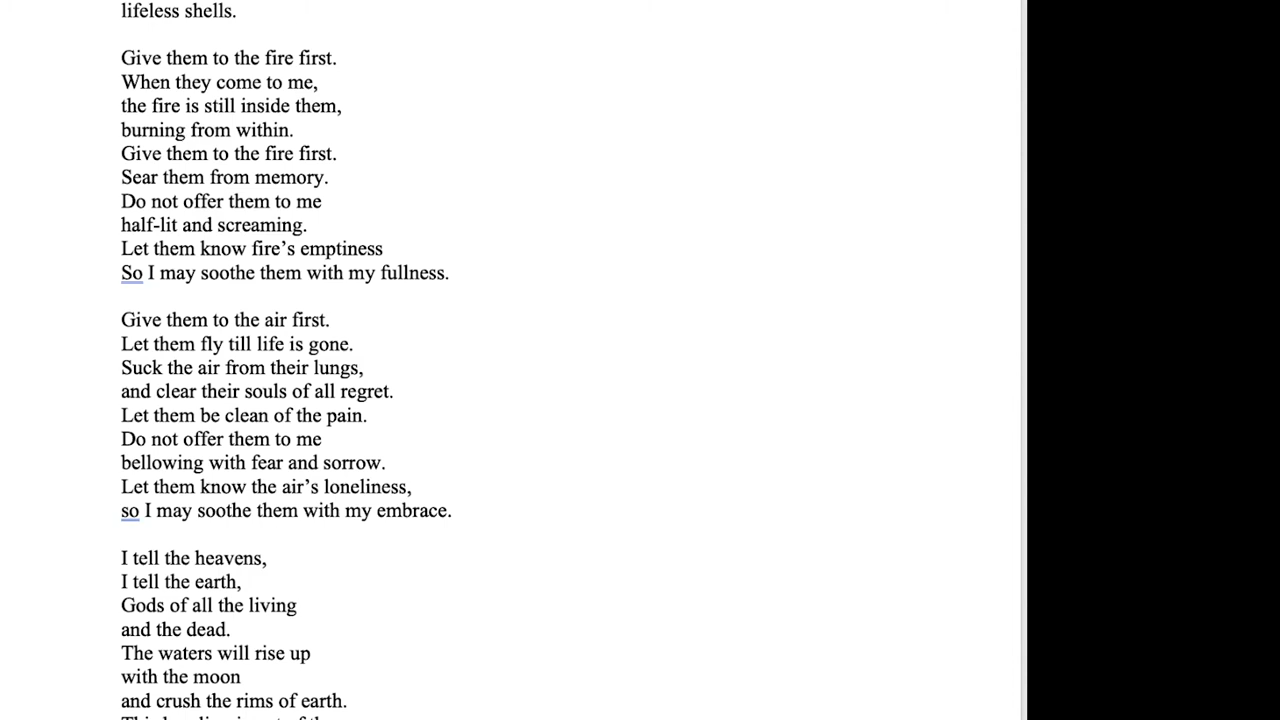 lifeless shells.
Give them to the fire first.
When they come to me,
the fire is still inside them,
burning from within.
Give them to the fire first.
Sear them from memory.
Do not offer them to me
half-lit and screaming.
Let them know fire’s emptiness
So I may soothe them with my fullness.
Give them to the air first.
Let them fly till life is gone.
Suck the air from their lungs,
and clear their souls of all regret.
Let them be clean of the pain.
Do not offer them to me
bellowing with fear and sorrow.
Let them know the air’s loneliness,
so I may soothe them with my embrace.
I tell the heavens,
I tell the earth,
Gods of all the living
and the dead.
The waters will rise up
with the moon
and crush the rims of earth.